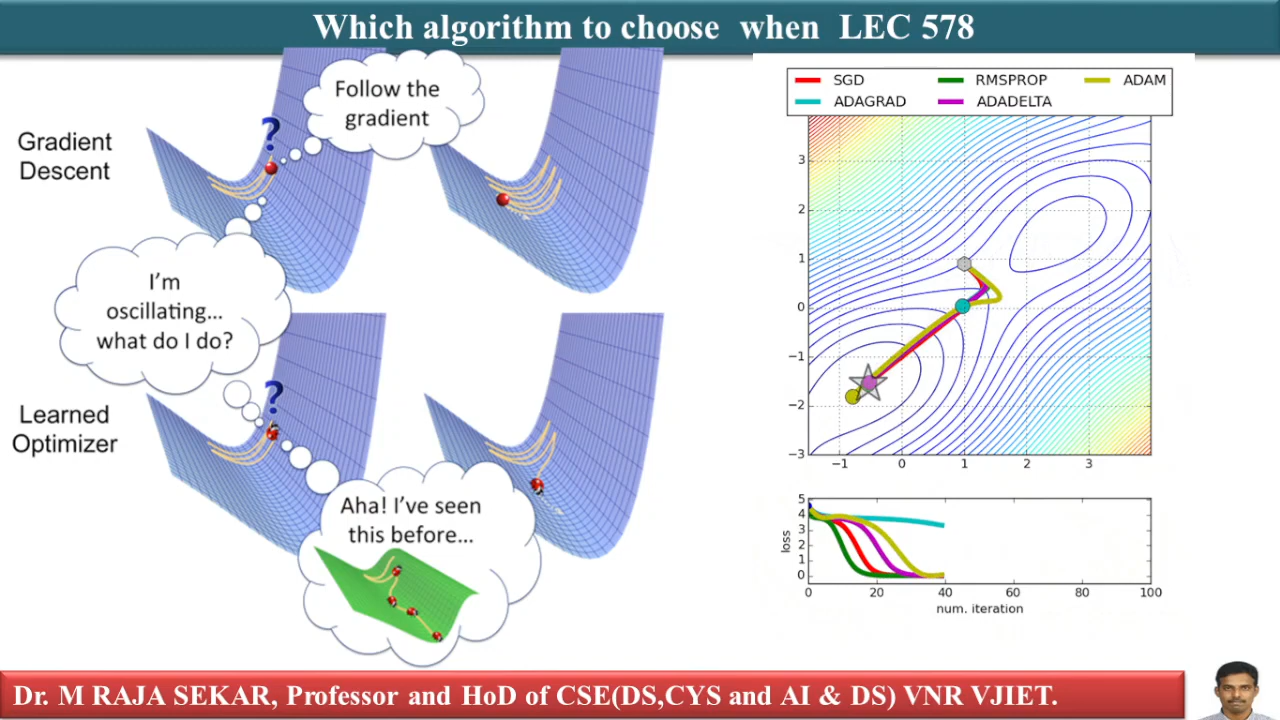 Which algorithm to choose when LEC 578
Gradient
Descent
?
Follow the
gradient
I'm
oscillating...
what do I do?
Learned
Optimizer
?
Aha! I've seen
this before...
SGD RMSPROP ADAM
ADAGRAD ADADELTA
3
2
1
0
−1
−2
−3
−1 0 1 2 3
5
4
3
2
1
0
loss
0 20 40 60 80 100
num. iteration
Dr. M RAJA SEKAR, Professor and HoD of CSE(DS,CYS and AI & DS) VNR VJIET.